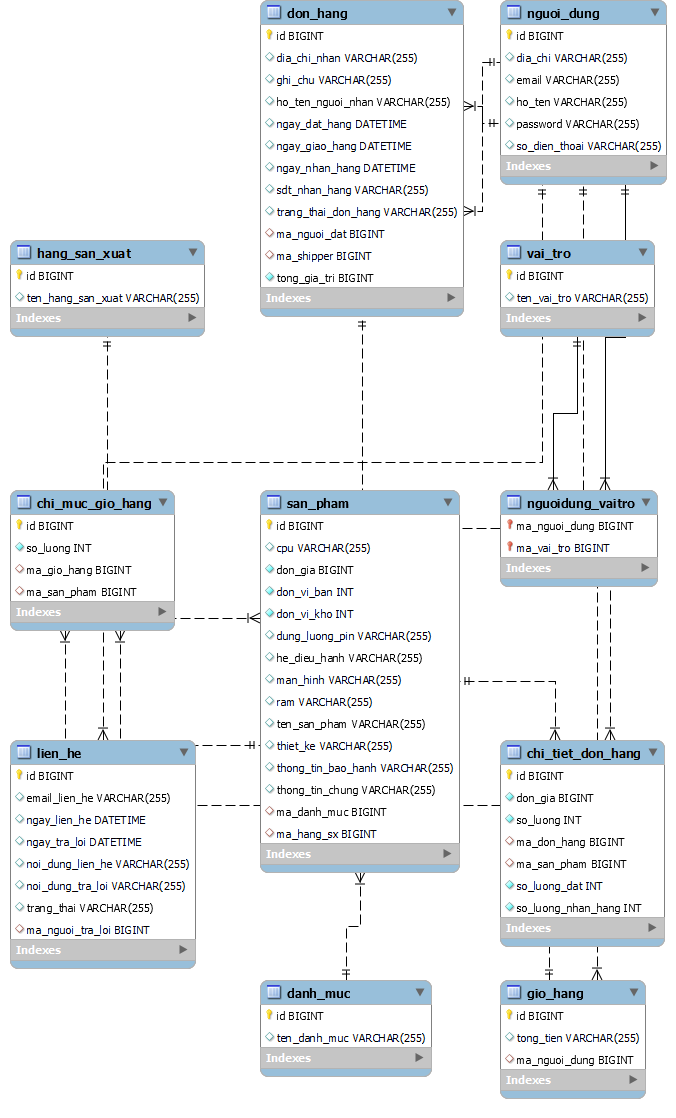 don_hang
id BIGINT
dia_chi_nhan VARCHAR(255)
ghi_chu VARCHAR(255)
ho_ten_nguoi_nhan VARCHAR(255)
ngay_dat_hang DATETIME
ngay_giao_hang DATETIME
ngay_nhan_hang DATETIME
sdt_nhan_hang VARCHAR(255)
trang_thai_don_hang VARCHAR(255)
ma_nguoi_dat BIGINT
ma_shipper BIGINT
tong_gia_tri BIGINT
Indexes
nguoi_dung
id BIGINT
dia_chi VARCHAR(255)
email VARCHAR(255)
ho_ten VARCHAR(255)
password VARCHAR(255)
so_dien_thoai VARCHAR(255)
Indexes
hang_san_xuat
id BIGINT
ten_hang_san_xuat VARCHAR(255)
Indexes
vai_tro
id BIGINT
ten_vai_tro VARCHAR(255)
Indexes
chi_muc_gio_hang
id BIGINT
so_luong INT
ma_gio_hang BIGINT
ma_san_pham BIGINT
Indexes
san_pham
id BIGINT
cpu VARCHAR(255)
don_gia BIGINT
don_vi_ban INT
don_vi_kho INT
dung_luong_pin VARCHAR(255)
he_dieu_hanh VARCHAR(255)
man_hinh VARCHAR(255)
ram VARCHAR(255)
ten_san_pham VARCHAR(255)
thiet_ke VARCHAR(255)
thong_tin_bao_hanh VARCHAR(255)
thong_tin_chung VARCHAR(255)
ma_danh_muc BIGINT
ma_hang_sx BIGINT
Indexes
nguoidung_vaitro
ma_nguoi_dung BIGINT
ma_vai_tro BIGINT
Indexes
lien_he
id BIGINT
email_lien_he VARCHAR(255)
ngay_lien_he DATETIME
ngay_tra_loi DATETIME
noi_dung_lien_he VARCHAR(255)
noi_dung_tra_loi VARCHAR(255)
trang_thai VARCHAR(255)
ma_nguoi_tra_loi BIGINT
Indexes
chi_tiet_don_hang
id BIGINT
don_gia BIGINT
so_luong INT
ma_don_hang BIGINT
ma_san_pham BIGINT
so_luong_dat INT
so_luong_nhan_hang INT
Indexes
danh_muc
id BIGINT
ten_danh_muc VARCHAR(255)
Indexes
gio_hang
id BIGINT
tong_tien VARCHAR(255)
ma_nguoi_dung BIGINT
Indexes